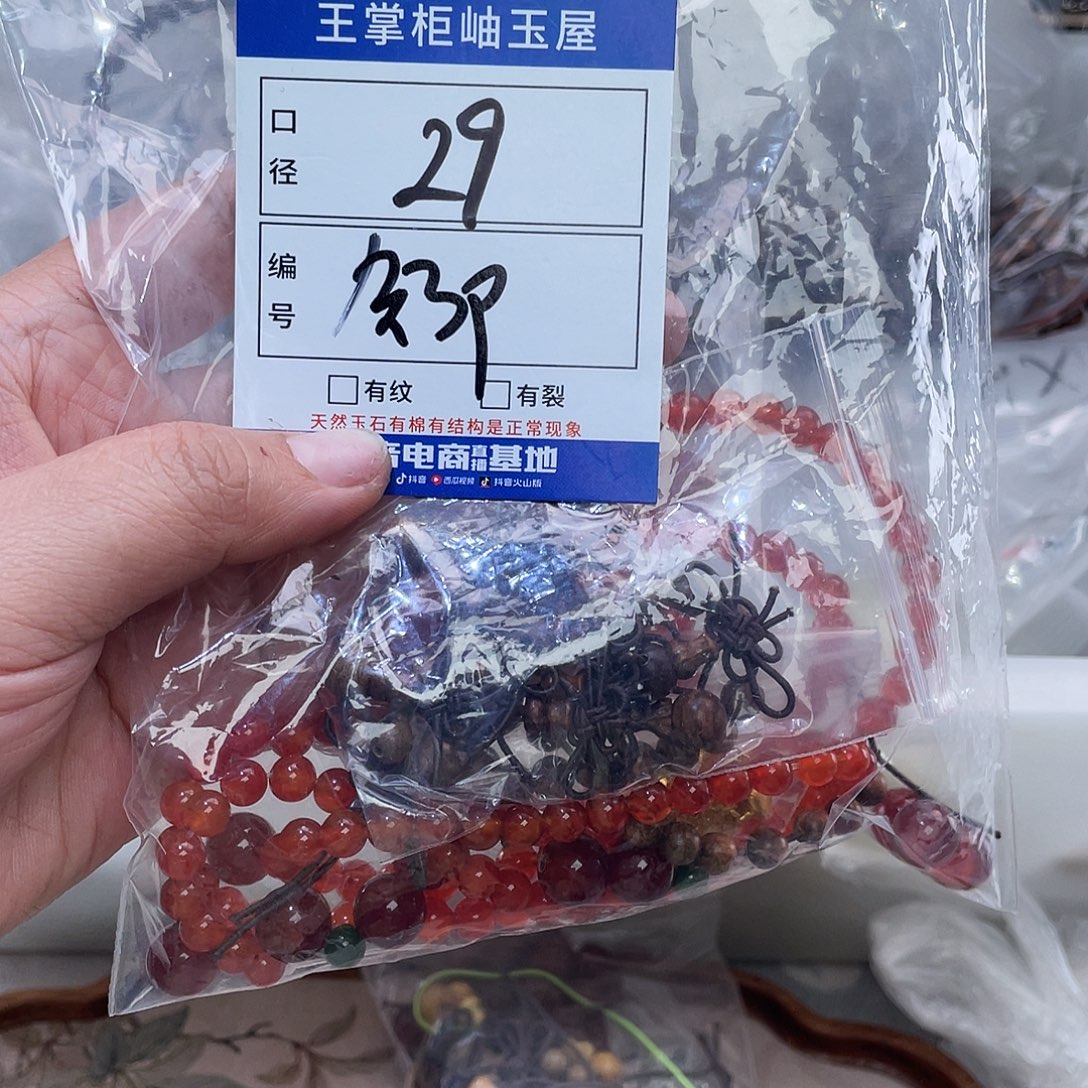 王掌柜岫玉屋
口径
29
编号
有纹
有裂
天然玉石有棉有结构是正常现象
电商直播基地
抖音 西瓜视频 抖音火山版